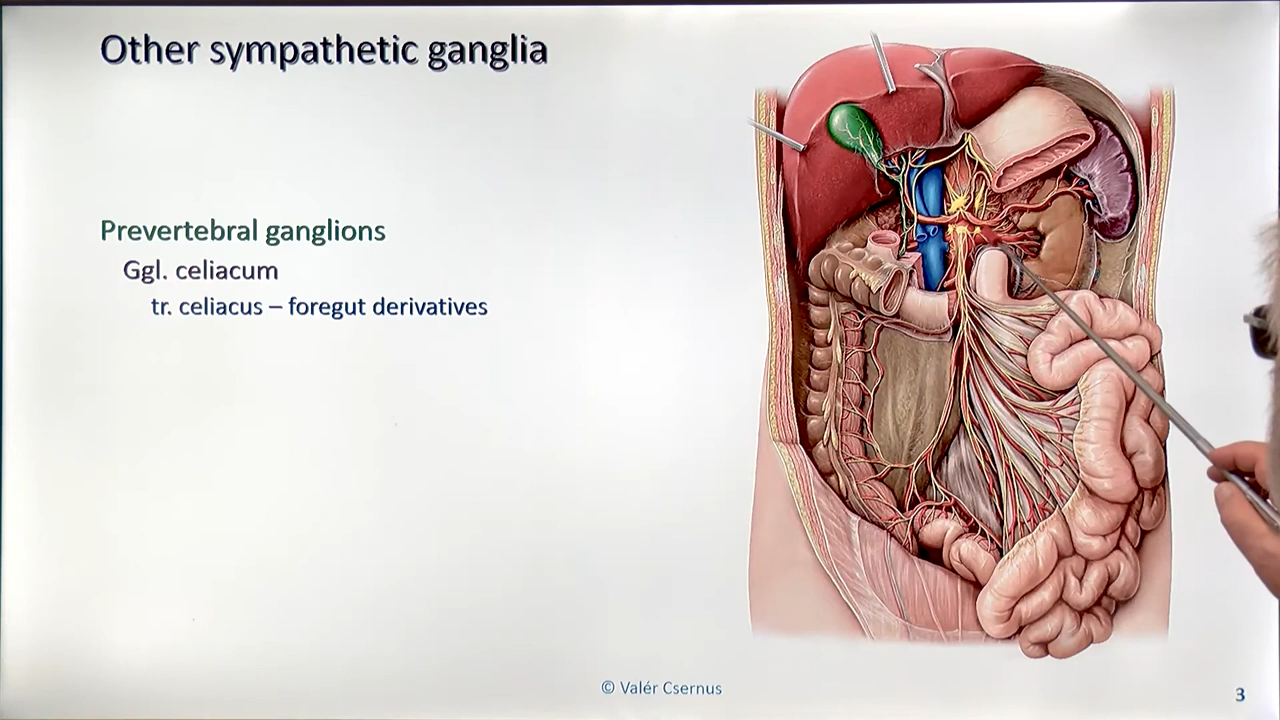 Other sympathetic ganglia
Prevertebral ganglions
Ggl. celiacum
tr. celiacus – foregut derivatives
© Valér Csernus
3